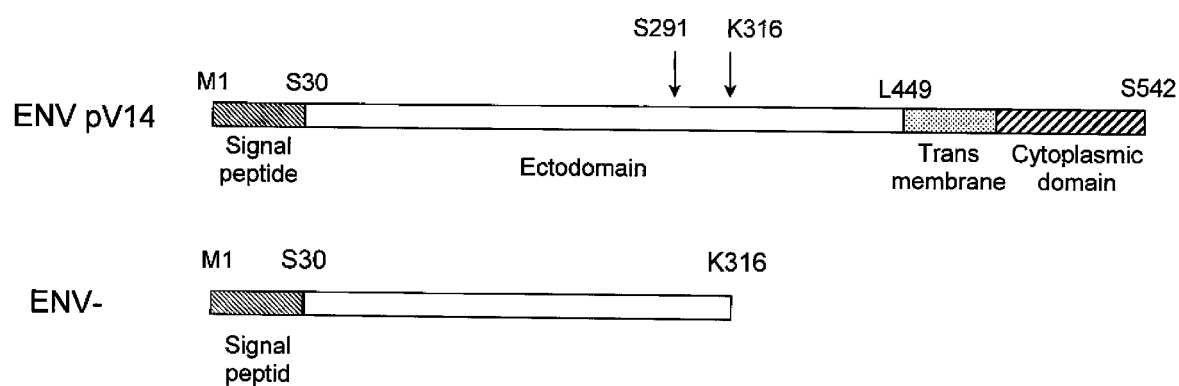 S291 K316
M1 S30 L449 S542
ENV pV14
Signal peptide
Ectodomain
Trans membrane
Cytoplasmic domain
M1 S30 K316
ENV-
Signal peptid